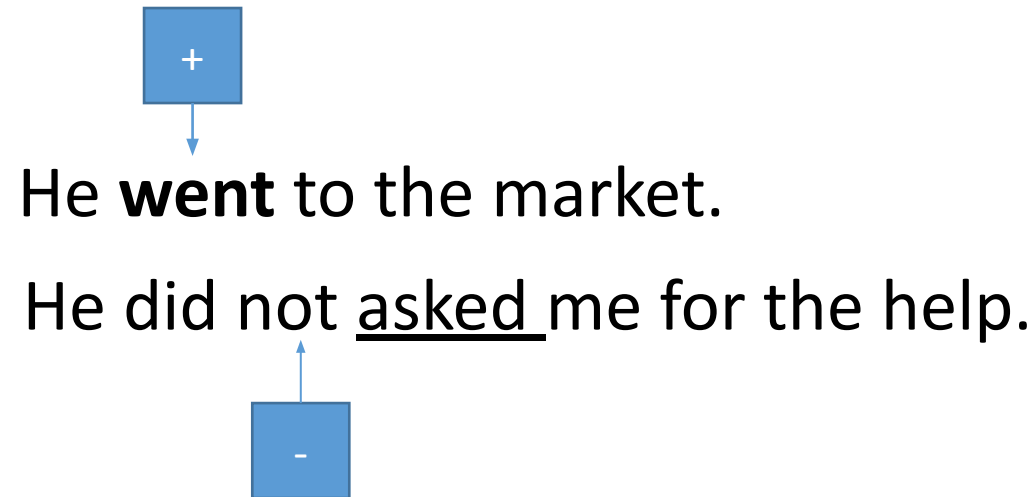 +
He went to the market.
He did not asked me for the help.
-